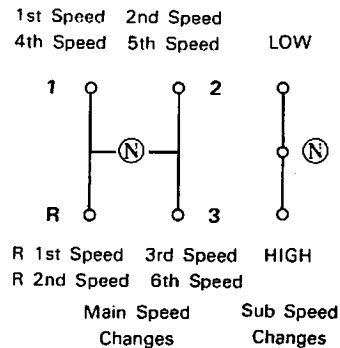 1st Speed 2nd Speed
4th Speed 5th Speed LOW
1 2
N N
R 3
R 1st Speed 3rd Speed HIGH
R 2nd Speed 6th Speed
Main Speed Sub Speed
Changes Changes